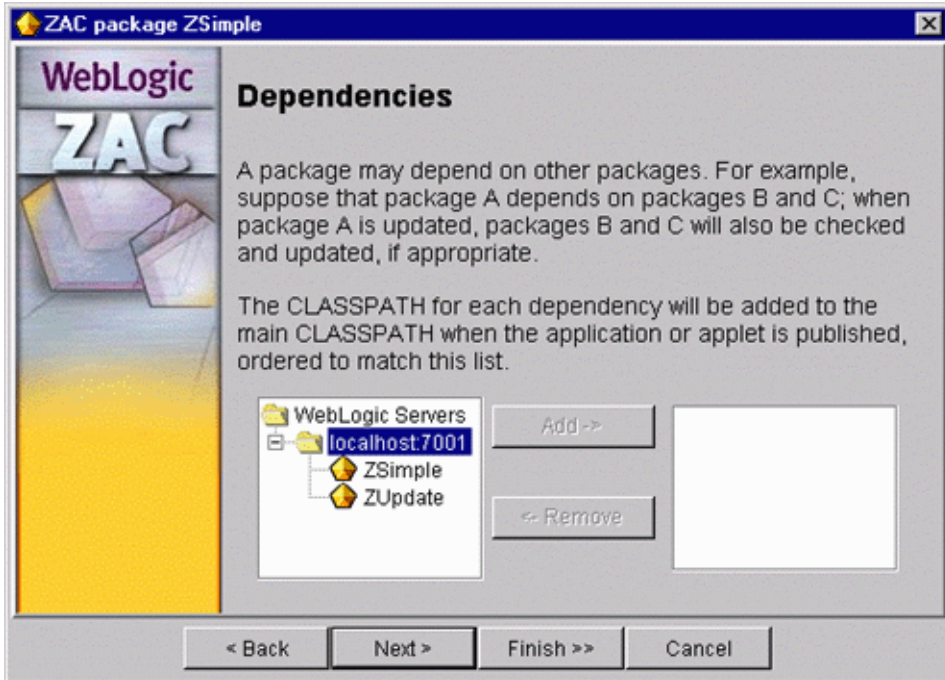 ZAC package ZSimple
WebLogic
ZAC
Dependencies
A package may depend on other packages. For example,
suppose that package A depends on packages B and C; when
package A is updated, packages B and C will also be checked
and updated, if appropriate.
The CLASSPATH for each dependency will be added to the
main CLASSPATH when the application or applet is published,
ordered to match this list.
WebLogic Servers
localhost:7001
ZSimple
ZUpdate
Add ->
<- Remove
< Back
Next >
Finish >>
Cancel